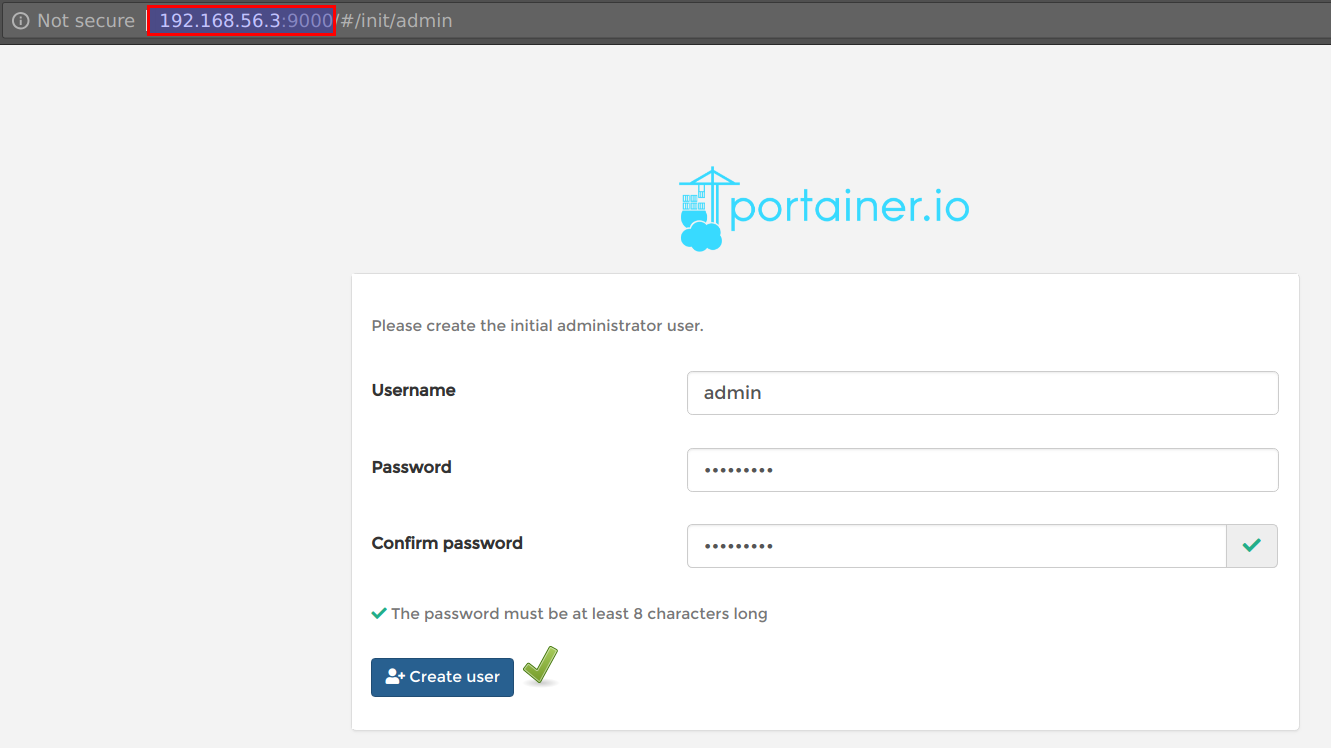 Not secure 192.168.56.3:9000/#/init/admin
portainer.io
Please create the initial administrator user.
Username admin
Password •••••••••
Confirm password •••••••••
The password must be at least 8 characters long
Create user